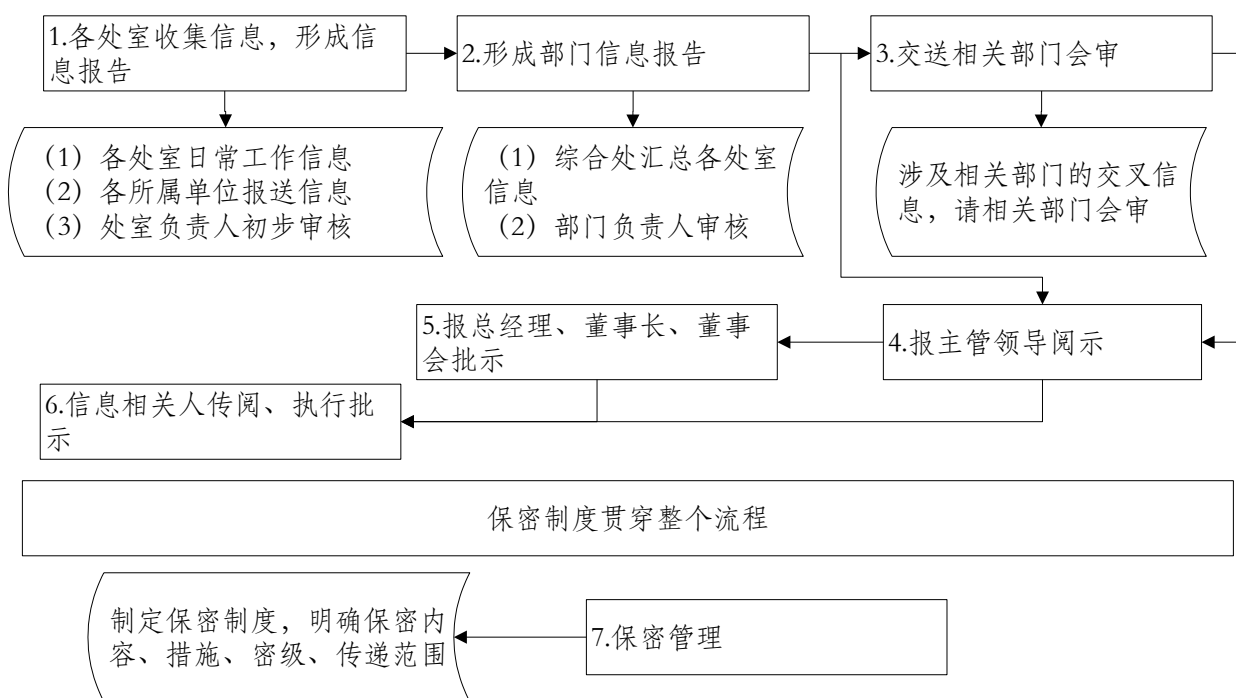 1.各处室收集信息，形成信
息报告
2.形成部门信息报告
3.交送相关部门会审
（1）各处室日常工作信息
（2）各所属单位报送信息
（3）处室负责人初步审核
（1）综合处汇总各处室
信息
（2）部门负责人审核
涉及相关部门的交叉信
息，请相关部门会审
5.报总经理、董事长、董事
会批示
4.报主管领导阅示
6.信息相关人传阅、执行批
示
保密制度贯穿整个流程
制定保密制度，明确保密内
容、措施、密级、传递范围
7.保密管理